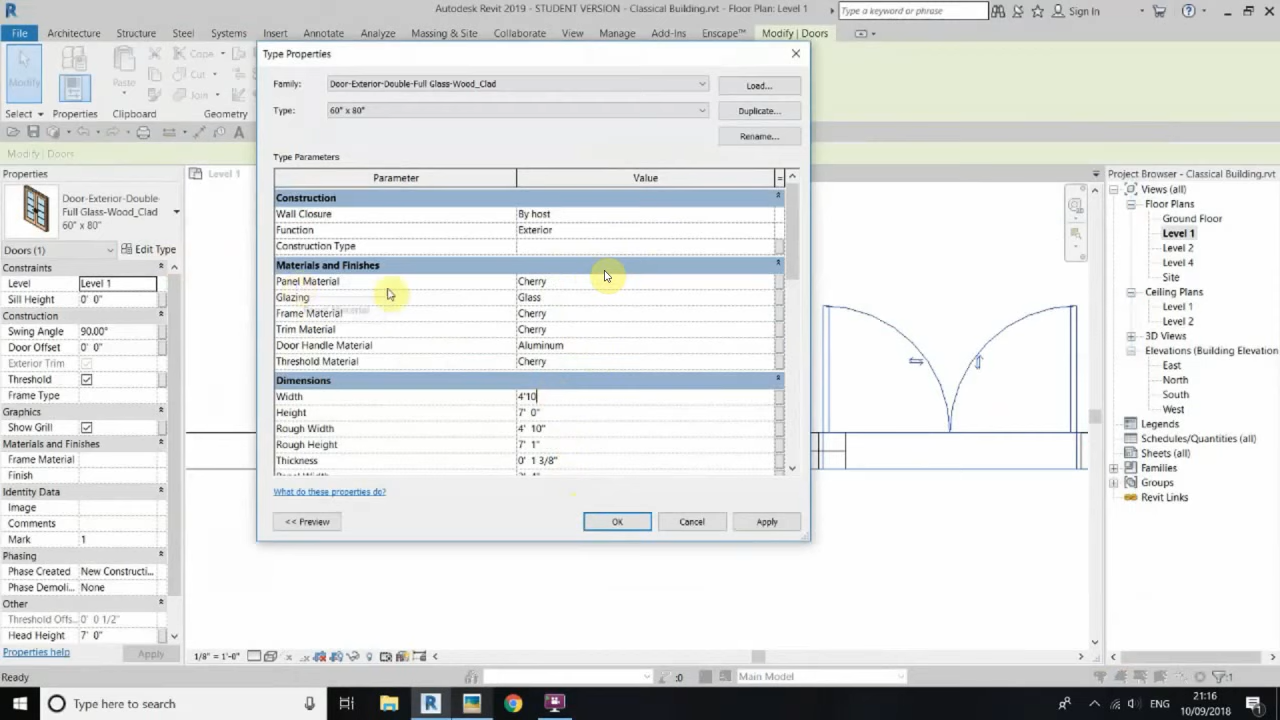 Autodesk Revit 2019 - STUDENT VERSION - Classical Building.rvt - Floor Plan: Level 1
Type a keyword or phrase
Sign In
File Architecture Structure Steel Systems Insert Annotate Analyze Massing & Site Collaborate View Manage Add-Ins Enscape™ Modify | Doors
Modify
Properties
Paste
Cope
Cut
Join
Select Properties Clipboard Geometry
Modify | Doors
Properties
Door-Exterior-Double-
Full Glass-Wood_Clad
60" x 80"
Doors (1) Edit Type
Constraints
Level Level 1
Sill Height 0' 0"
Construction
Swing Angle 90.00°
Door Offset 0' 0"
Exterior Trim
Threshold
Frame Type
Graphics
Show Grill
Materials and Finishes
Frame Material
Finish
Identity Data
Image
Comments
Mark 1
Phasing
Phase Created New Constructi...
Phase Demoli... None
Other
Threshold Offs... 0' 0 1/2"
Head Height 7' 0"
Properties help Apply
Level 1
Type Properties
Family: Door-Exterior-Double-Full Glass-Wood_Clad Load...
Type: 60" x 80" Duplicate...
Rename...
Type Parameters
Parameter Value =
Construction
Wall Closure By host
Function Exterior
Construction Type
Materials and Finishes
Panel Material Cherry
Glazing Glass
Frame Material Cherry
Trim Material Cherry
Door Handle Material Aluminum
Threshold Material Cherry
Dimensions
Width 4'10
Height 7' 0"
Rough Width 4' 10"
Rough Height 7' 1"
Thickness 0' 1 3/8"
What do these properties do?
<< Preview OK Cancel Apply
Project Browser - Classical Building.rvt
Views (all)
Floor Plans
Ground Floor
Level 1
Level 2
Level 4
Site
Ceiling Plans
Level 1
Level 2
3D Views
Elevations (Building Elevation
East
North
South
West
Legends
Schedules/Quantities (all)
Sheets (all)
Families
Groups
Revit Links
1/8" = 1'-0"
Ready
:0
Main Model
:1
Type here to search
ENG
21:16
10/09/2018